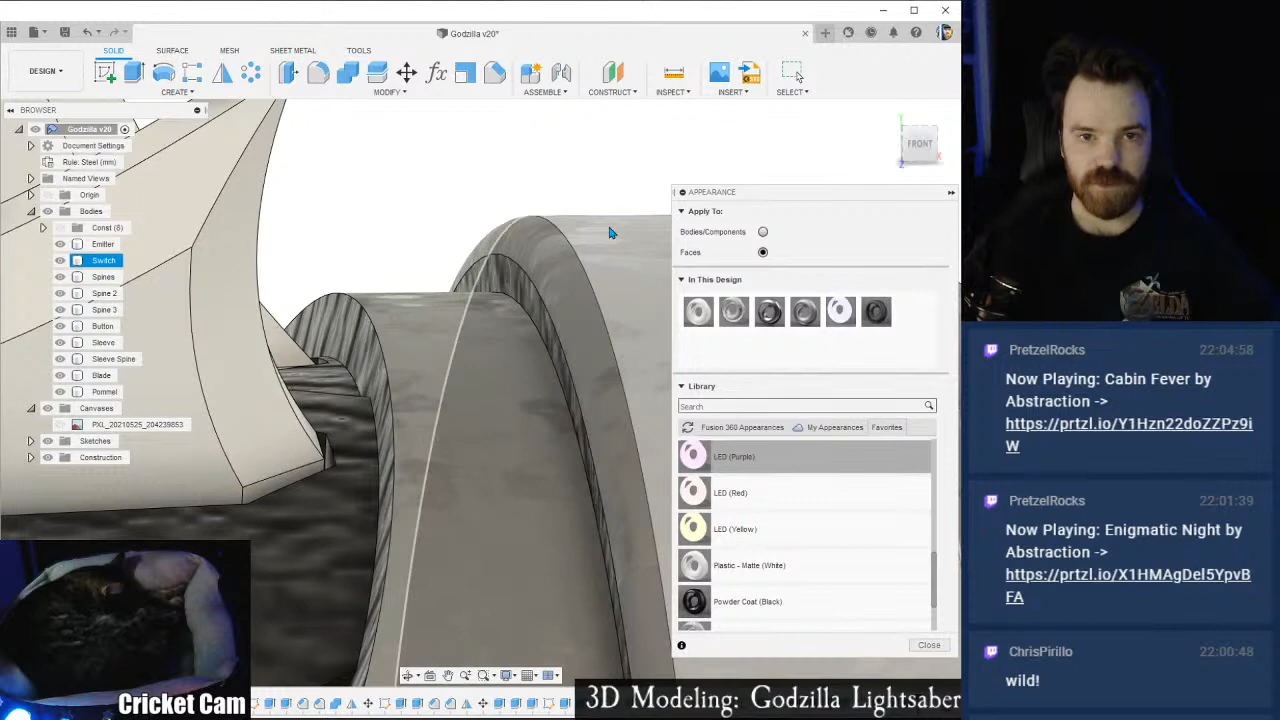 Godzilla v20*
DESIGN
SOLID
SURFACE
MESH
SHEET METAL
TOOLS
CREATE
MODIFY
ASSEMBLE
CONSTRUCT
INSPECT
INSERT
SELECT
BROWSER
Godzilla v20
Document Settings
Rule: Steel (mm)
Named Views
Origin
Bodies
Const (8)
Emitter
Switch
Spines
Spine 2
Spine 3
Button
Sleeve
Sleeve Spine
Blade
Pommel
Canvases
PXL_20210525_204239853
Sketches
Construction
FRONT
Y
X
Z
APPEARANCE
Apply To:
Bodies/Components
Faces
In This Design
Library
Search
Fusion 360 Appearances
My Appearances
Favorites
LED (Purple)
LED (Red)
LED (Yellow)
Plastic - Matte (White)
Powder Coat (Black)
Close
Cricket Cam
3D Modeling: Godzilla Lightsaber
PretzelRocks 22:04:58
Now Playing: Cabin Fever by
Abstraction ->
https://prtzl.io/Y1Hzn22doZZPz9i
W
PretzelRocks 22:01:39
Now Playing: Enigmatic Night by
Abstraction ->
https://prtzl.io/X1HMAgDel5YpvB
FA
ChrisPirillo 22:00:48
wild!